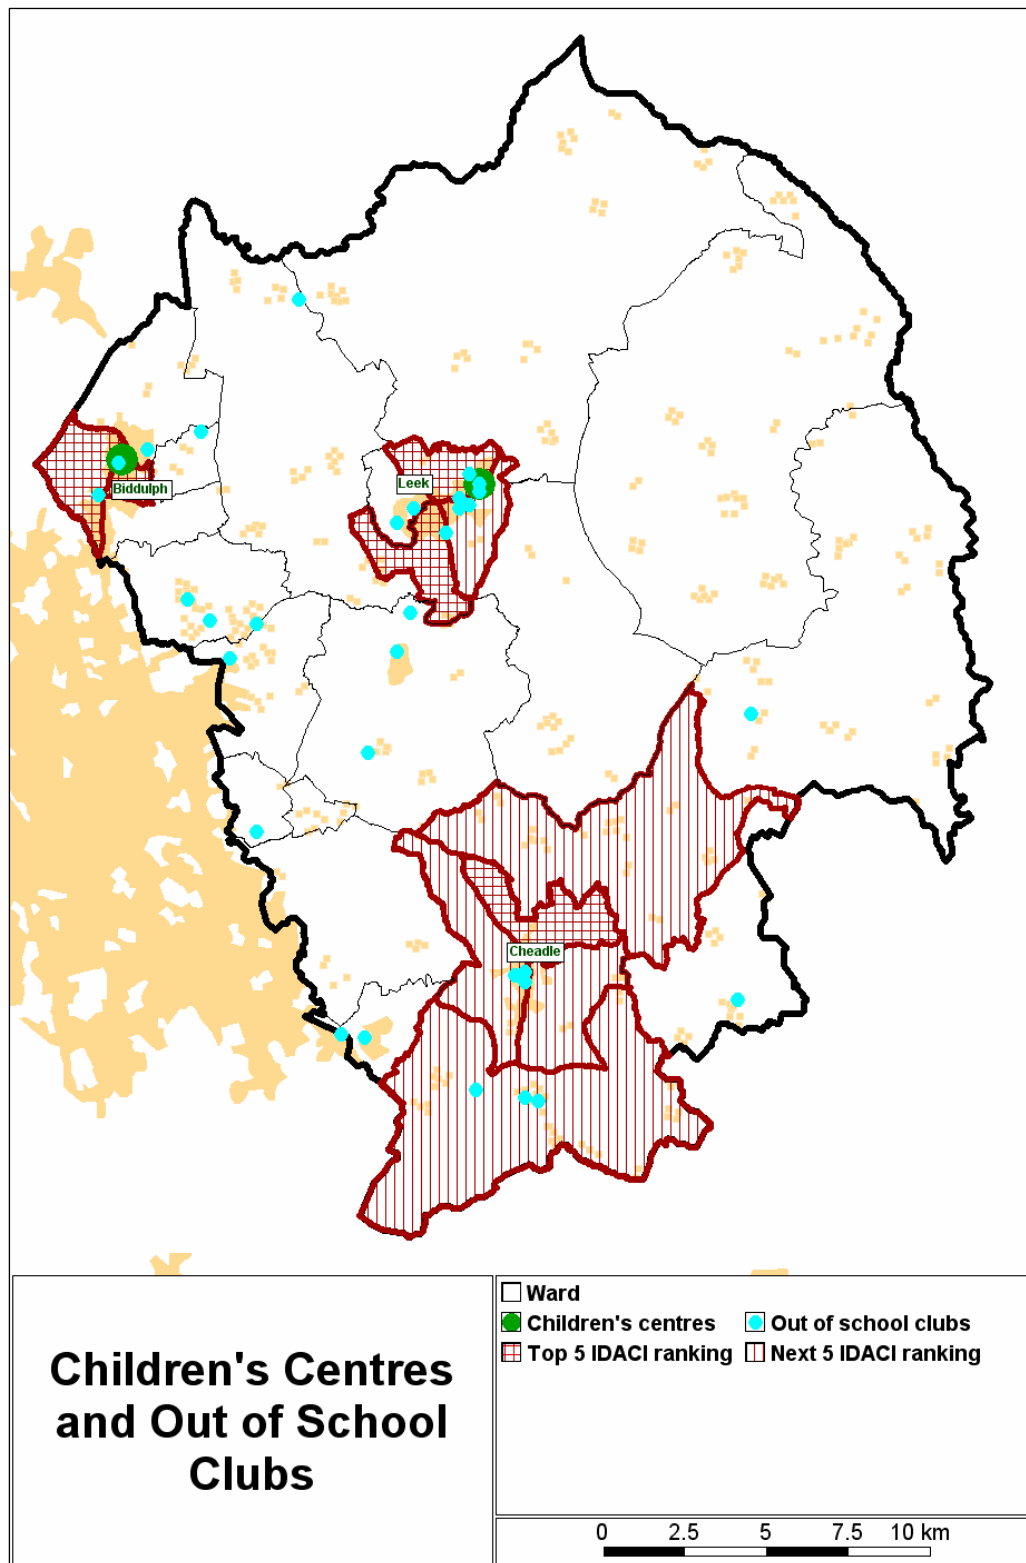 Biddulph
Leek
Cheadle
Children's Centres
and Out of School
Clubs
Ward
Children's centres
Out of school clubs
Top 5 IDACI ranking
Next 5 IDACI ranking
0 2.5 5 7.5 10 km